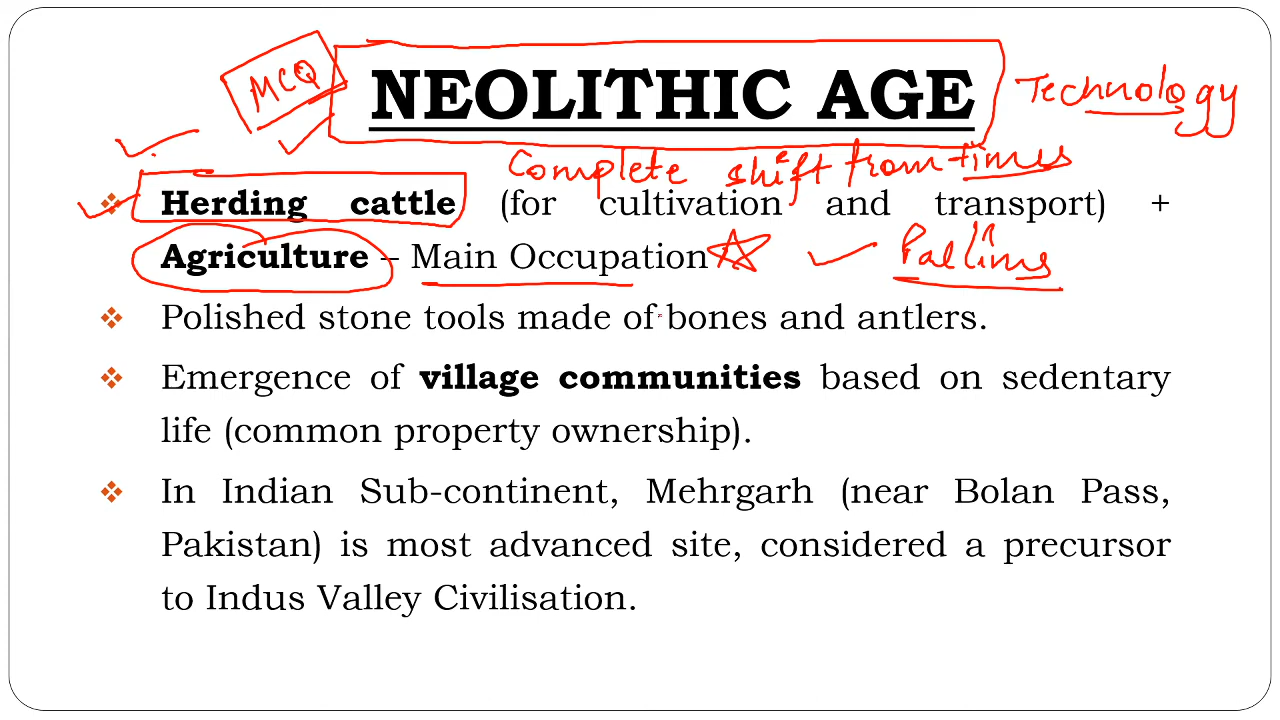 MCQ
NEOLITHIC AGE
Technology
Complete shift from times
❖ Herding cattle (for cultivation and transport) +
Agriculture – Main Occupation
❖ Polished stone tools made of bones and antlers.
❖ Emergence of village communities based on sedentary
life (common property ownership).
❖ In Indian Sub-continent, Mehrgarh (near Bolan Pass,
Pakistan) is most advanced site, considered a precursor
to Indus Valley Civilisation.